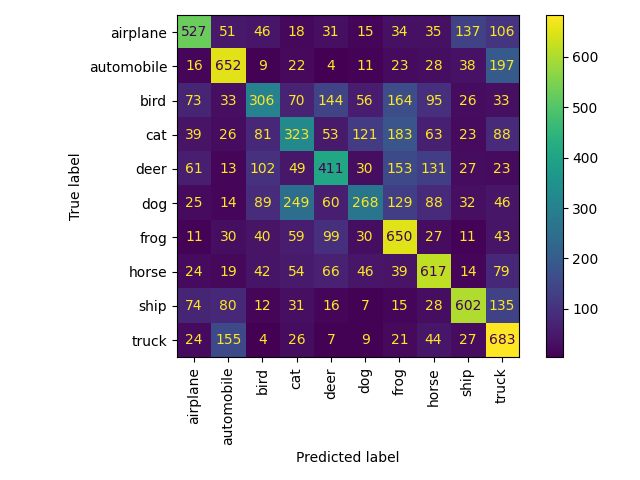 airplane 527 51 46 18 31 15 34 35 137 106
automobile 16 652 9 22 4 11 23 28 38 197
bird 73 33 306 70 144 56 164 95 26 33
cat 39 26 81 323 53 121 183 63 23 88
deer 61 13 102 49 411 30 153 131 27 23
dog 25 14 89 249 60 268 129 88 32 46
frog 11 30 40 59 99 30 650 27 11 43
horse 24 19 42 54 66 46 39 617 14 79
ship 74 80 12 31 16 7 15 28 602 135
truck 24 155 4 26 7 9 21 44 27 683
True label
airplane automobile bird cat deer dog frog horse ship truck
Predicted label
600
500
400
300
200
100